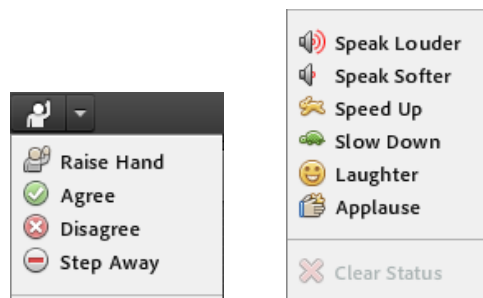 Raise Hand
Agree
Disagree
Step Away
Speak Louder
Speak Softer
Speed Up
Slow Down
Laughter
Applause
Clear Status